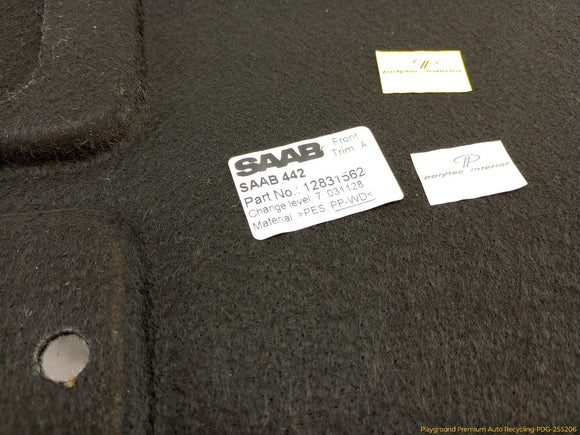 polytec interior
SAAB Front
Trim A
SAAB 442
Part No.: 12831562
Change level: 7 031128
Material: >PES, PP-WD<
polytec interior
Playground Premium Auto Recycling-PDG-255206